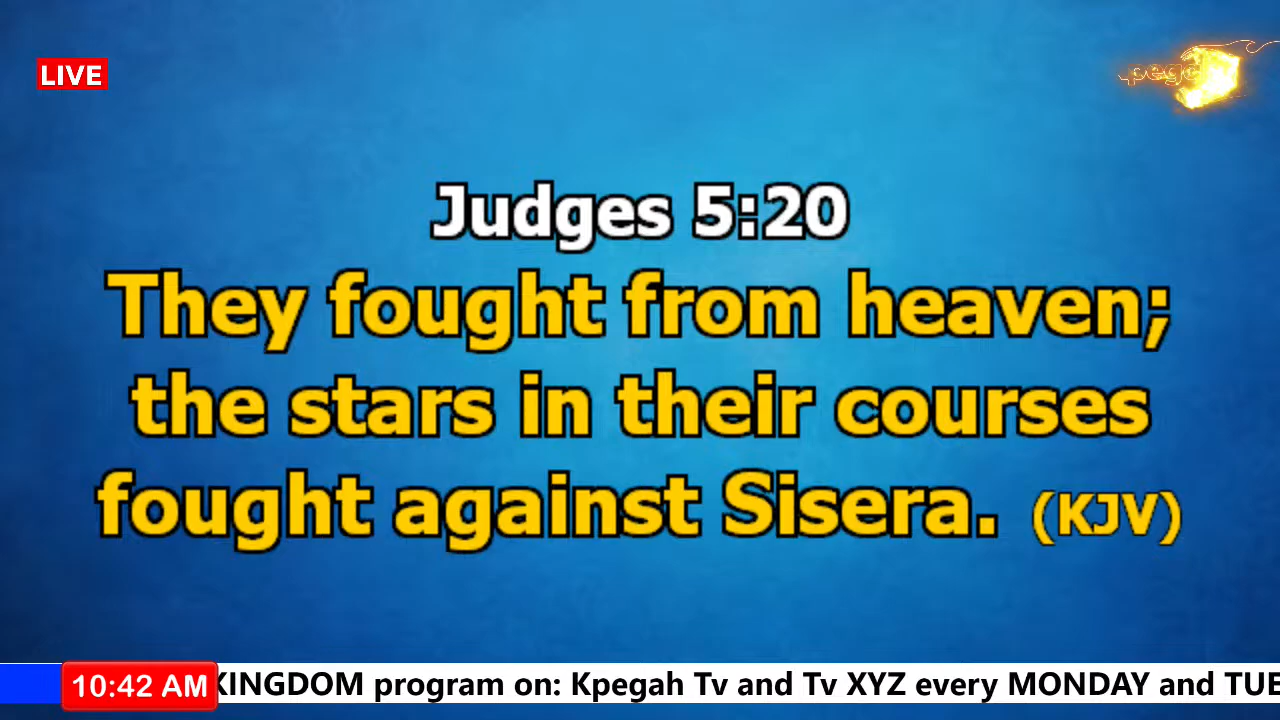 LIVE
Judges 5:20
They fought from heaven;
the stars in their courses
fought against Sisera. (KJV)
10:42 AM KINGDOM program on: Kpegah Tv and Tv XYZ every MONDAY and